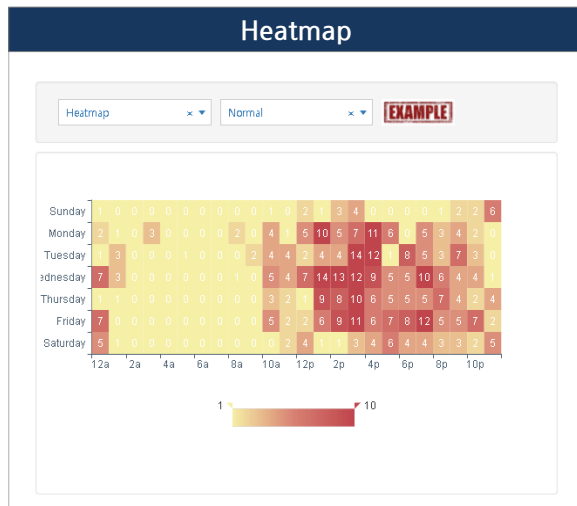 Heatmap
Heatmap × Normal × EXAMPLE
Sunday 1 0 0 0 0 0 0 0 0 0 1 0 2 1 3 4 0 0 0 0 1 2 2 6
Monday 2 1 0 3 0 0 0 0 2 0 4 1 5 10 5 7 11 6 0 5 3 4 2 0
Tuesday 1 3 0 0 0 0 0 0 0 2 4 4 2 4 4 14 12 1 8 5 3 7 3 0
ednesday 7 3 0 0 0 0 0 0 1 0 5 4 7 14 13 12 9 5 5 10 6 4 4 1
Thursday 1 1 0 0 0 0 0 0 0 0 3 2 1 9 8 10 6 5 5 5 7 4 2 4
Friday 7 0 0 0 0 0 0 0 0 0 5 2 2 6 9 11 6 7 8 12 5 5 7 2
Saturday 5 1 0 0 0 0 0 0 0 0 0 2 4 1 1 3 4 6 4 4 3 3 2 5
12a 2a 4a 6a 8a 10a 12p 2p 4p 6p 8p 10p
1 10